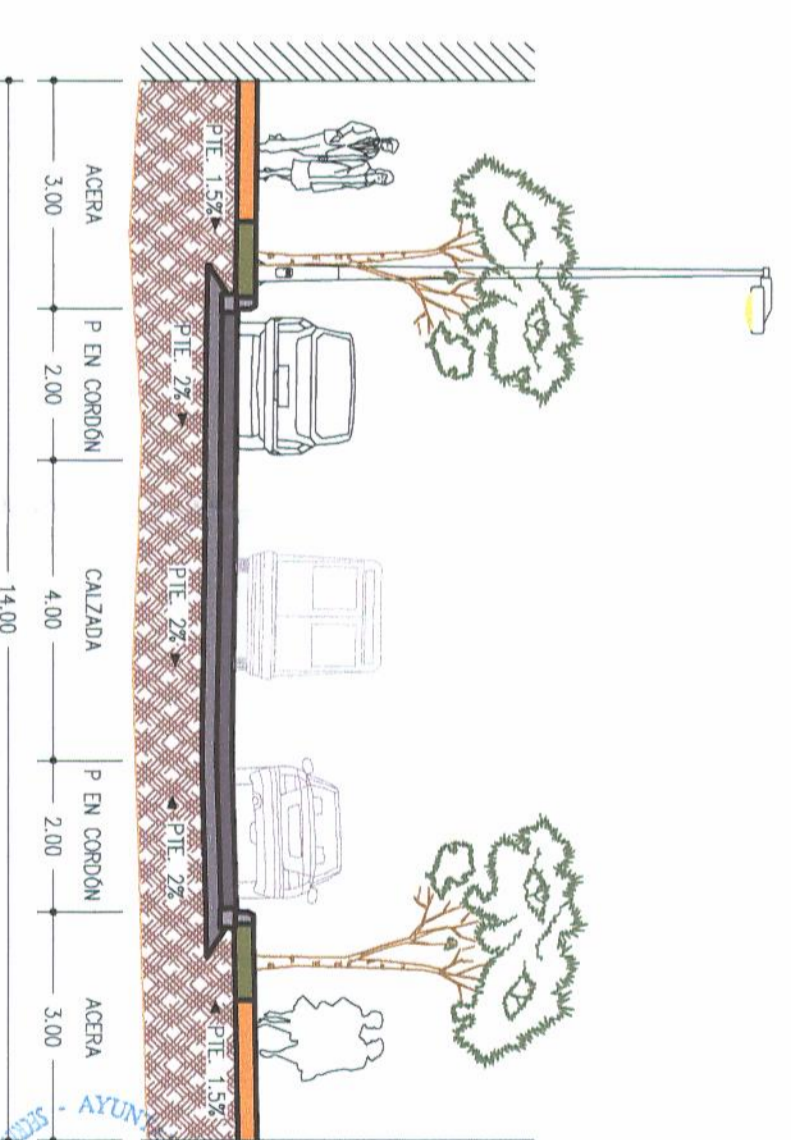 PTE. 1.5%
PTE. 2%
PTE. 2%
PTE. 2%
PTE. 1.5%
ACERA
P EN CORDÓN
CALZADA
P EN CORDÓN
ACERA
3.00
2.00
4.00
2.00
3.00
14.00
- AYUNT